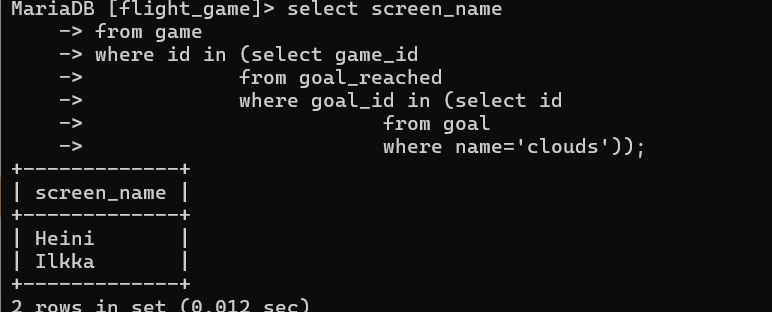 MariaDB [flight_game]> select screen_name
    -> from game
    -> where id in (select game_id
    ->              from goal_reached
    ->              where goal_id in (select id
    ->                            from goal
    ->                            where name='clouds'));
+-------------+
| screen_name |
+-------------+
| Heini       |
| Ilkka       |
+-------------+
2 rows in set (0.012 sec)